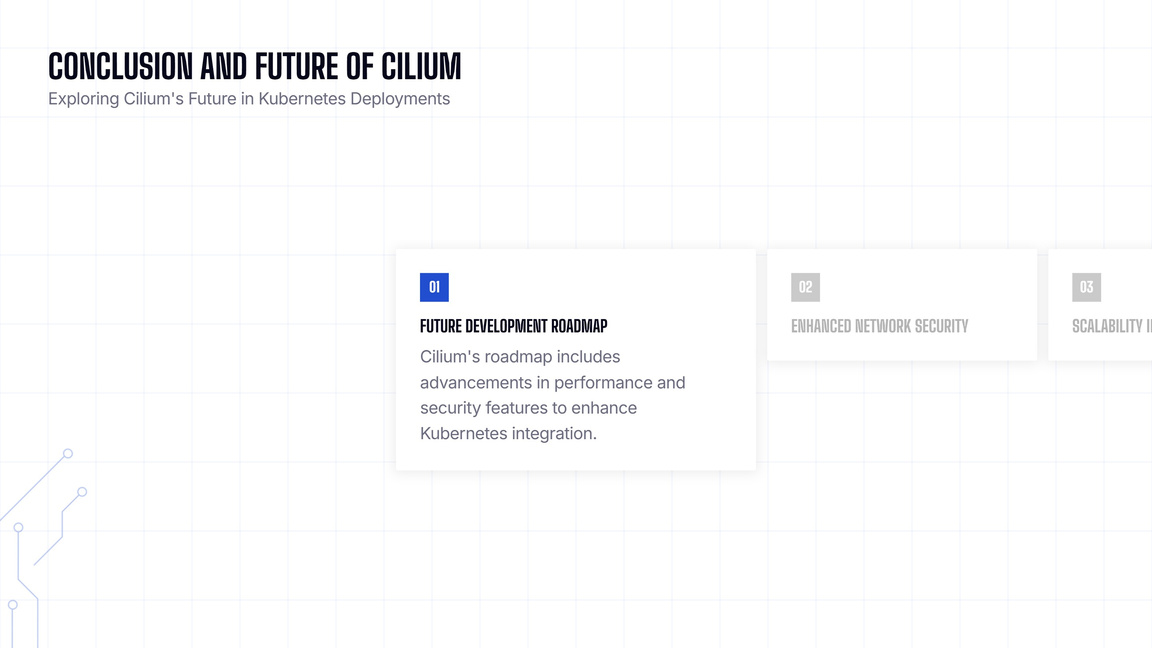 CONCLUSION AND FUTURE OF CILIUM
Exploring Cilium's Future in Kubernetes Deployments
01
FUTURE DEVELOPMENT ROADMAP
Cilium's roadmap includes
advancements in performance and
security features to enhance
Kubernetes integration.
02
ENHANCED NETWORK SECURITY
03
SCALABILITY